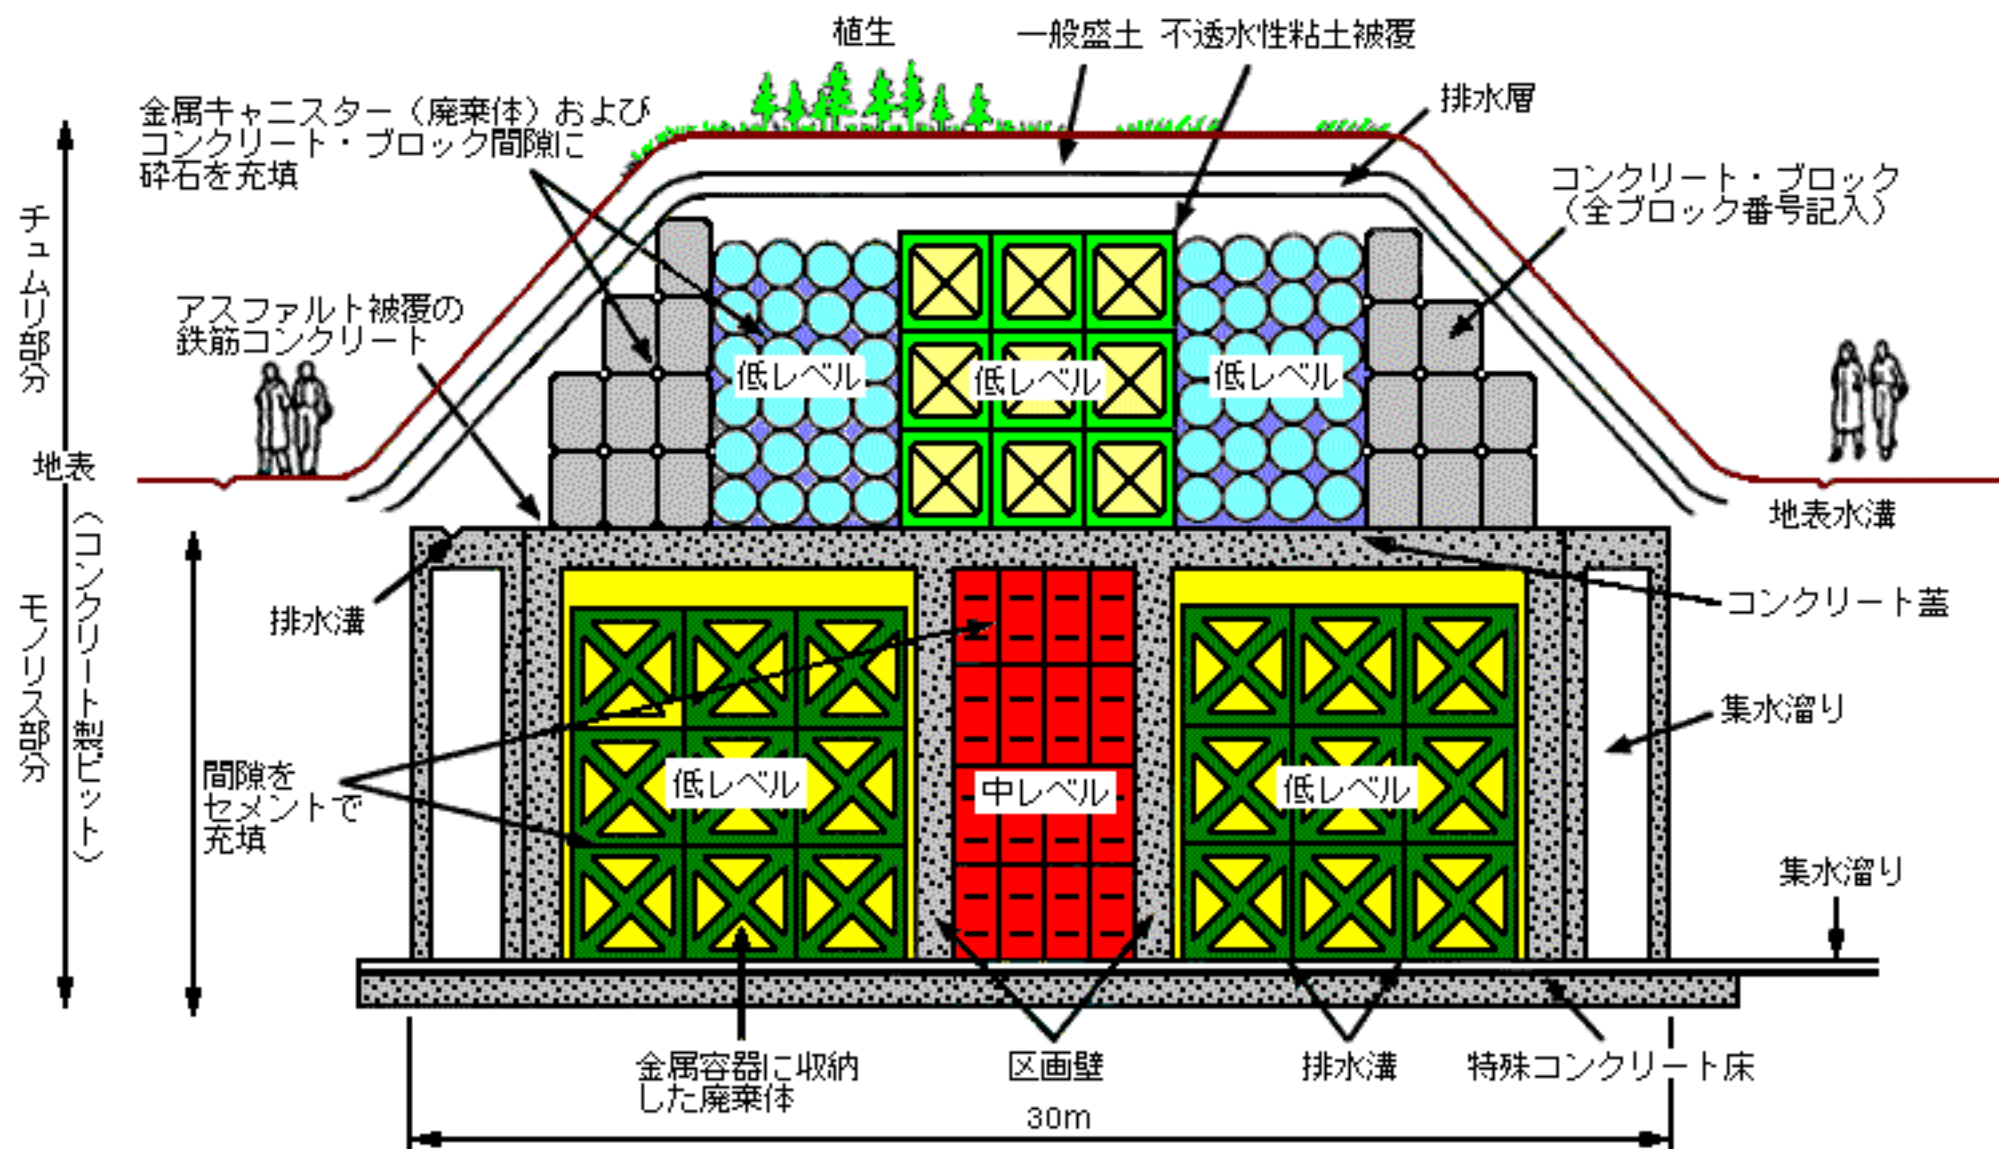 植生
一般盛土
不透水性粘土被覆
排水層
金属キャニスター（廃棄体）および
コンクリート・ブロック間隙に
砕石を充填
コンクリート・ブロック
（全ブロック番号記入）
チュムリ部分
アスファルト被覆の
鉄筋コンクリート
低レベル
低レベル
低レベル
地表
地表水溝
モノリス部分
（コンクリート製ピット）
排水溝
コンクリート蓋
集水溜り
間隙を
セメントで
充填
低レベル
中レベル
低レベル
集水溜り
金属容器に収納
した廃棄体
区画壁
排水溝
特殊コンクリート床
30m